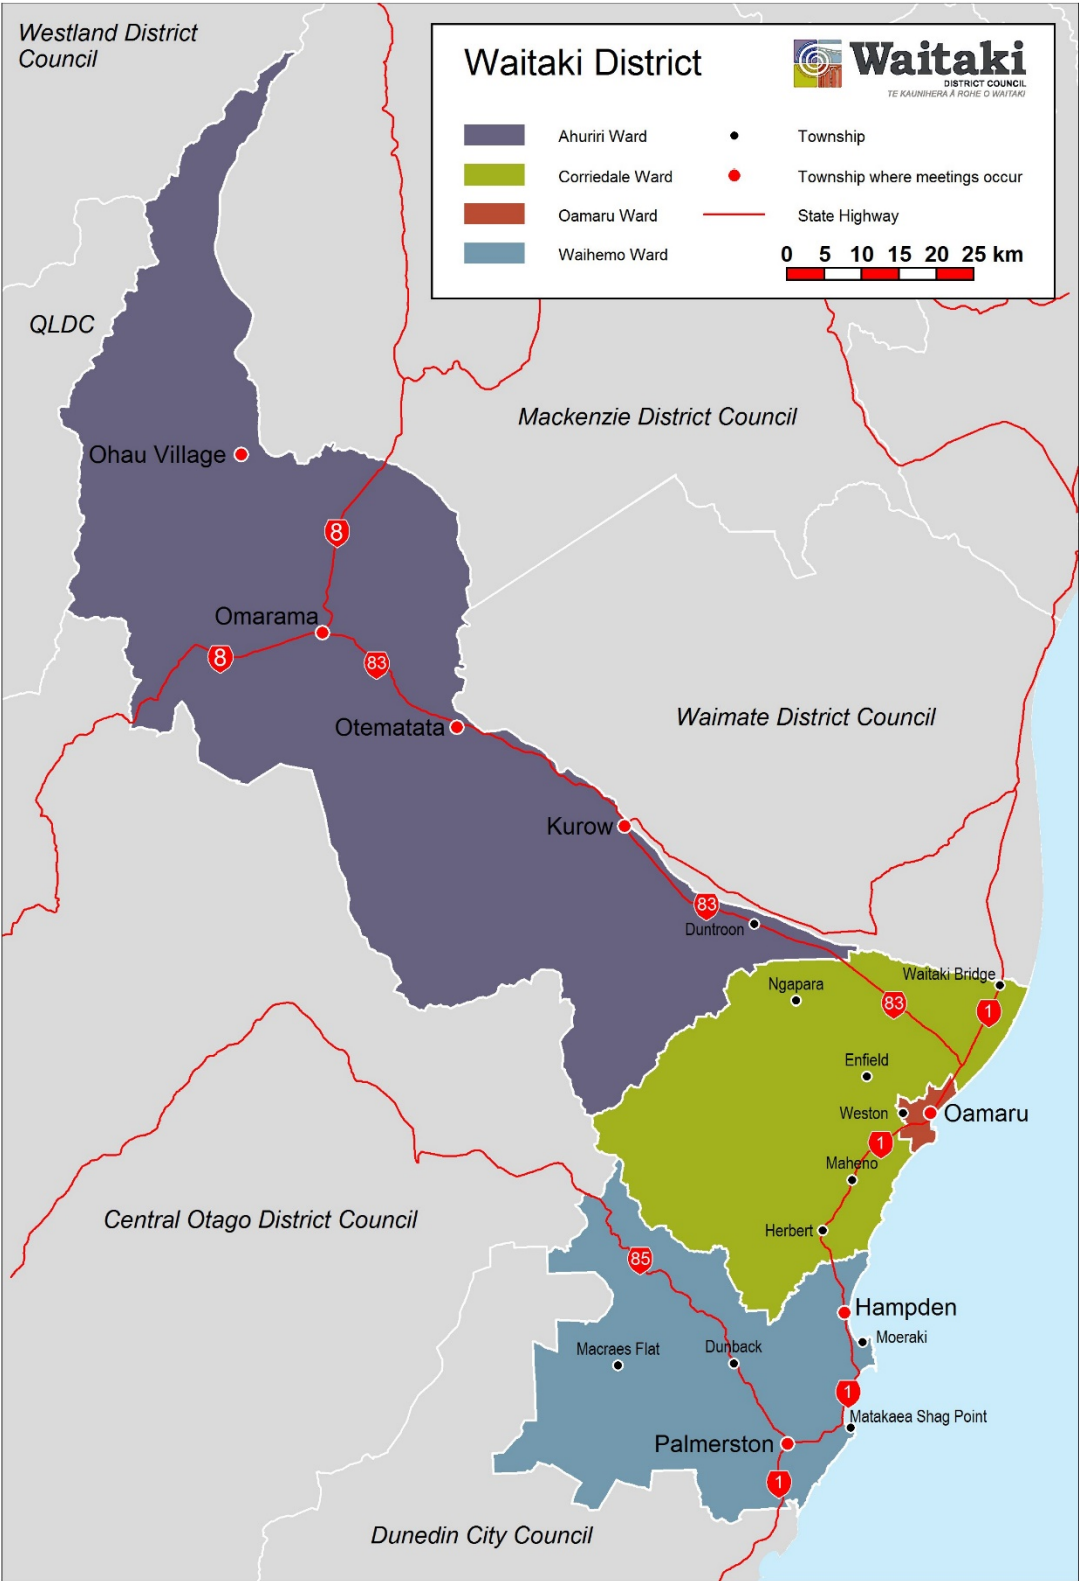 Westland District
Council
Waitaki District
Waitaki
DISTRICT COUNCIL
TE KAUNIHERA Ā ROHE O WAITAKI
Ahuriri Ward
Township
Corriedale Ward
Township where meetings occur
Oamaru Ward
State Highway
Waihemo Ward
0 5 10 15 20 25 km
QLDC
Mackenzie District Council
Ohau Village
8
Omarama
8
83
Otematata
Waimate District Council
Kurow
83
Duntroon
Waitaki Bridge
Ngapara
83
1
Enfield
Weston
Oamaru
1
Maheno
Central Otago District Council
Herbert
85
Hampden
Moeraki
Macraes Flat
Dunback
1
Matakaea Shag Point
Palmerston
1
Dunedin City Council